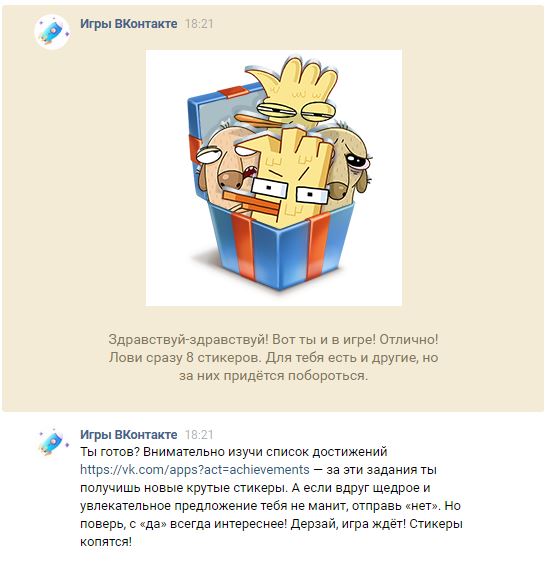 Игры ВКонтакте 18:21
Здравствуй-здравствуй! Вот ты и в игре! Отлично!
Лови сразу 8 стикеров. Для тебя есть и другие, но
за них придётся побороться.
Игры ВКонтакте 18:21
Ты готов? Внимательно изучи список достижений
https://vk.com/apps?act=achievements — за эти задания ты
получишь новые крутые стикеры. А если вдруг щедрое и
увлекательное предложение тебя не манит, отправь «нет». Но
поверь, с «да» всегда интереснее! Дерзай, игра ждёт! Стикеры
копятся!